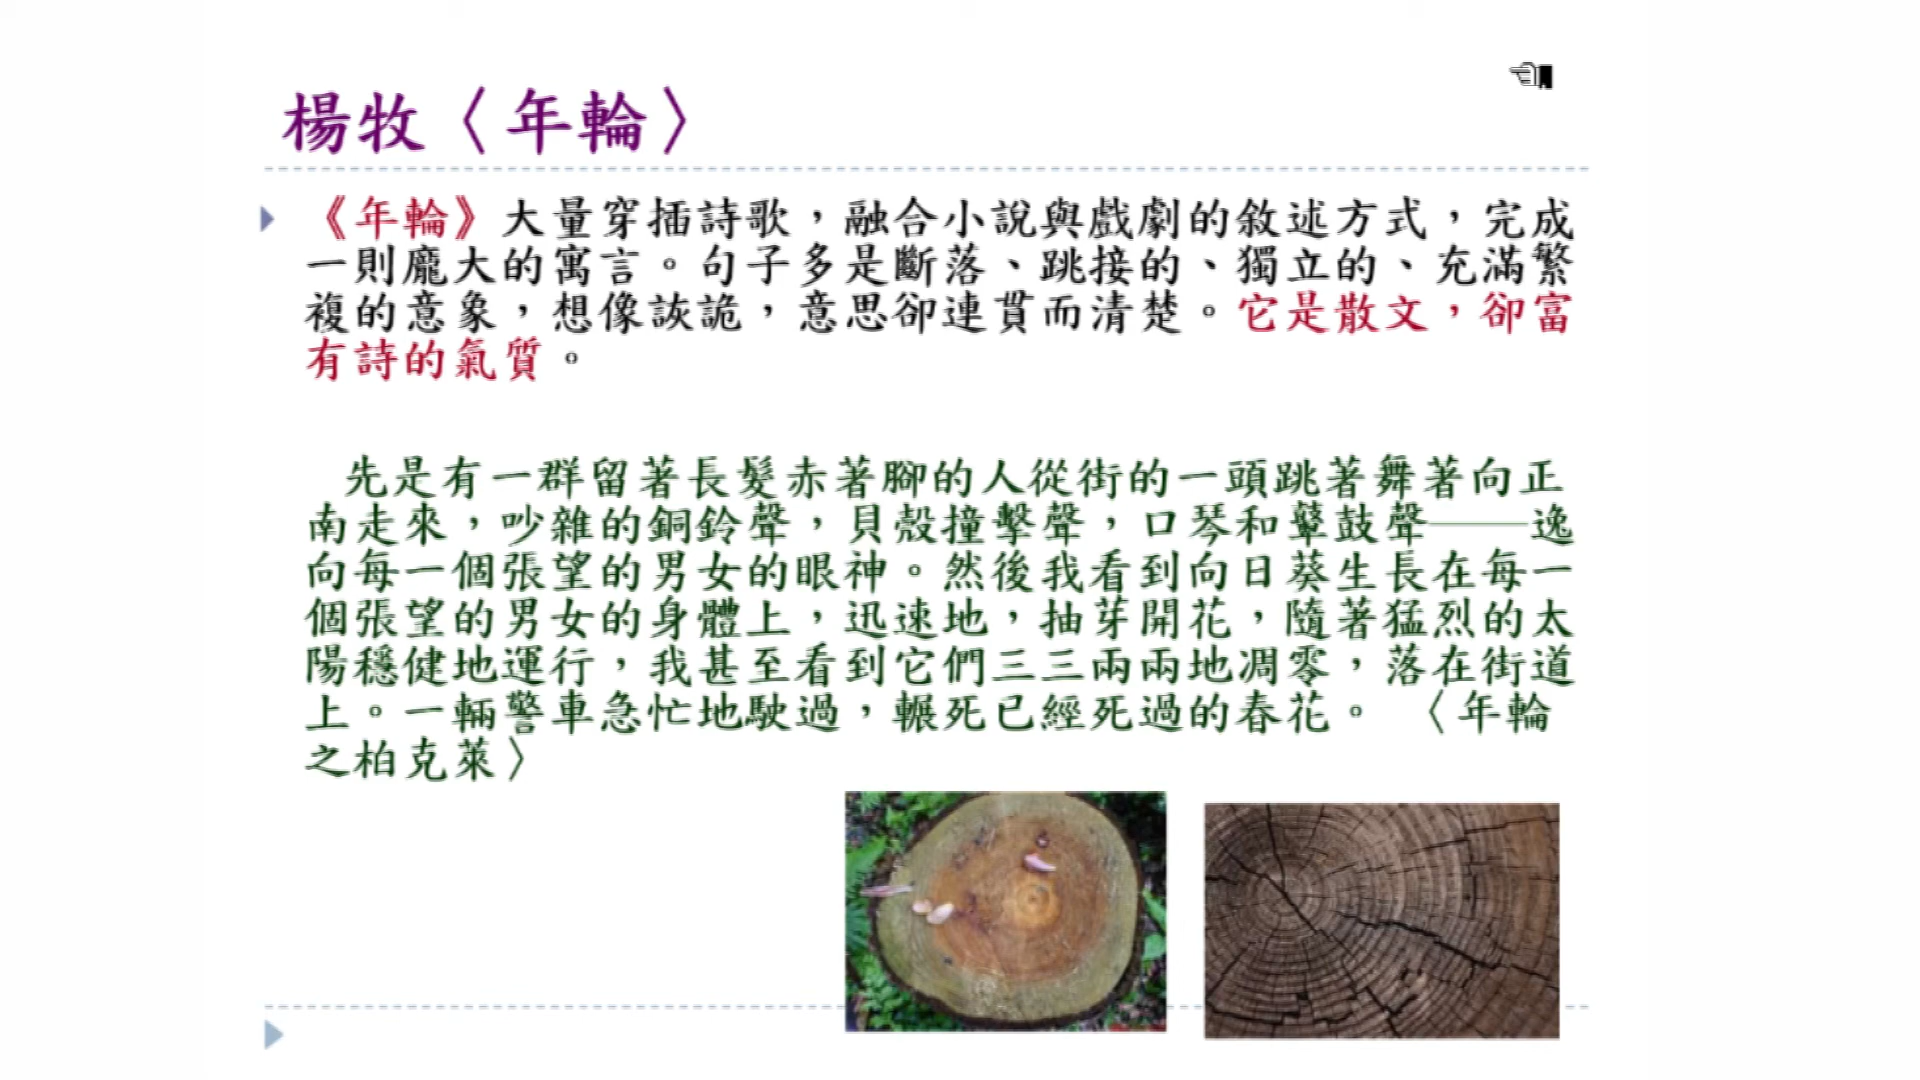 楊牧〈年輪〉
《年輪》大量穿插詩歌，融合小說與戲劇的敘述方式，完成
一則龐大的寓言。句子多是斷落、跳接的、獨立的、充滿繁
複的意象，想像詼詭，意思卻連貫而清楚。它是散文，卻富
有詩的氣質。
先是有一群留著長髮赤著腳的人從街的一頭跳著舞著向正
南走來，吵雜的銅鈴聲，貝殼撞擊聲，口琴和鼙鼓聲——逸
向每一個張望的男女的眼神。然後我看到向日葵生長在每一
個張望的男女的身體上，迅速地，抽芽開花，隨著猛烈的太
陽穩健地運行，我甚至看到它們三三兩兩地凋零，落在街道
上。一輛警車急忙地駛過，輾死已經死過的春花。 〈年輪
之柏克萊〉